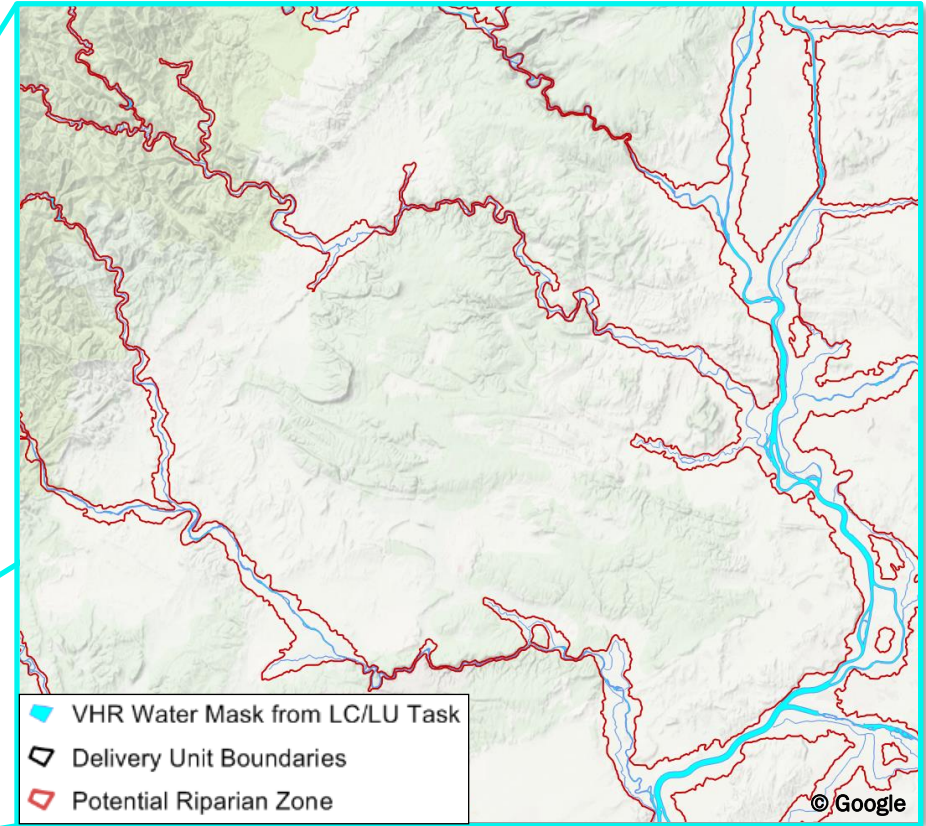 VHR Water Mask from LC/LU Task
Delivery Unit Boundaries
Potential Riparian Zone
© Google